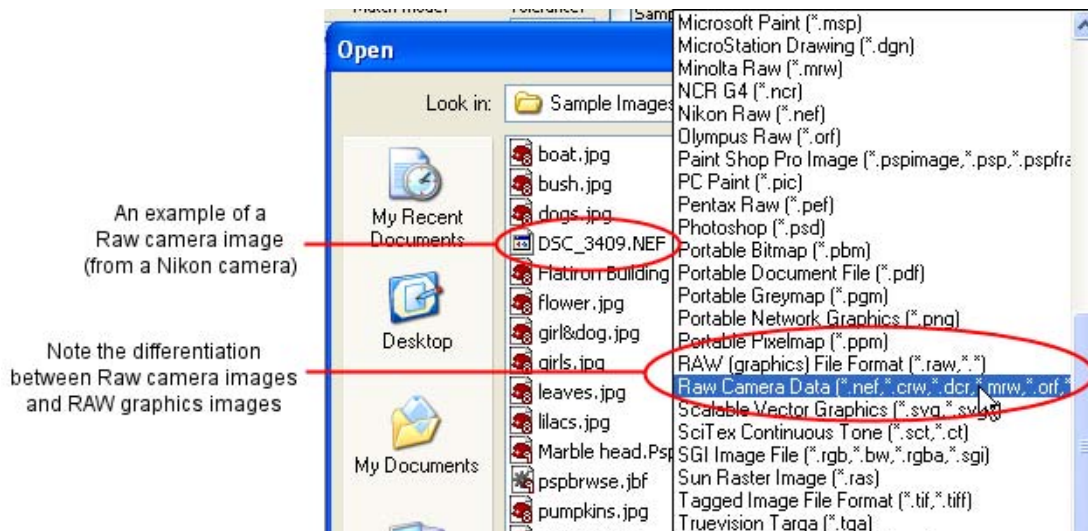 Match mode:
Tolerance:
Samp
Open
Look in:
Sample Images
My Recent
Documents
Desktop
My Documents
boat.jpg
bush.jpg
dogs.jpg
DSC_3409.NEF
Flatiron Building
flower.jpg
girl&dog.jpg
girls.jpg
leaves.jpg
lilacs.jpg
Marble head.Psp
pspbrwse.jbf
pumpkins.jpg
Microsoft Paint (*.msp)
MicroStation Drawing (*.dgn)
Minolta Raw (*.mrw)
NCR G4 (*.ncr)
Nikon Raw (*.nef)
Olympus Raw (*.orf)
Paint Shop Pro Image (*.pspimage,*.psp,*.pspfra
PC Paint (*.pic)
Pentax Raw (*.pef)
Photoshop (*.psd)
Portable Bitmap (*.pbm)
Portable Document File (*.pdf)
Portable Greymap (*.pgm)
Portable Network Graphics (*.png)
Portable Pixelmap (*.ppm)
RAW (graphics) File Format (*.raw,*.*)
Raw Camera Data (*.nef,*.crw,*.dcr,*.mrw,*.orf,*
Scalable Vector Graphics (*.svg,*.svgz)
SciTex Continuous Tone (*.sct,*.ct)
SGI Image File (*.rgb,*.bw,*.rgba,*.sgi)
Sun Raster Image (*.ras)
Tagged Image File Format (*.tif,*.tiff)
Truevision Targa (*.tga)
An example of a
Raw camera image
(from a Nikon camera)
Note the differentiation
between Raw camera images
and RAW graphics images